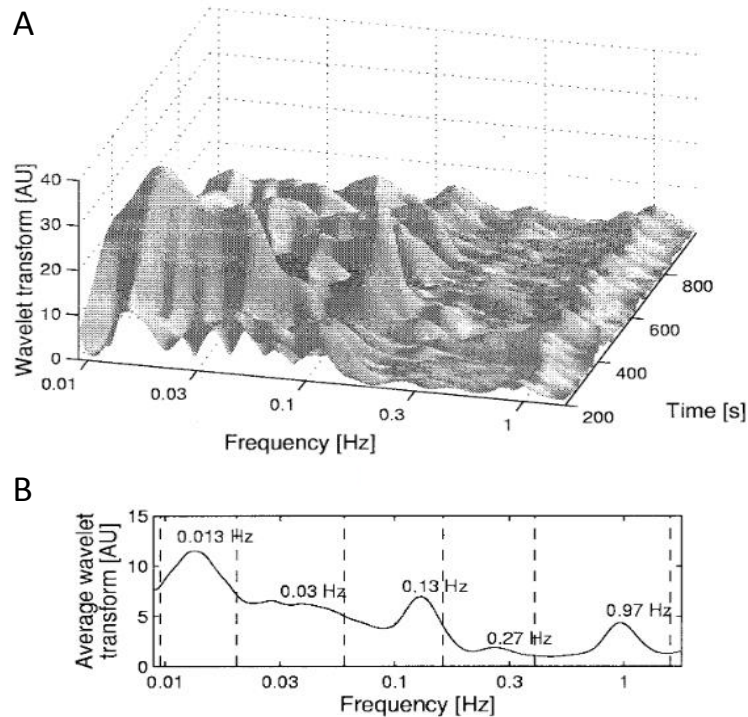 A
Wavelet transform [AU]
40
30
20
10
0
0.01
0.03
0.1
0.3
1
Frequency [Hz]
200
400
600
800
Time [s]
B
Average wavelet
transform [AU]
15
10
5
0
0.013 Hz
0.03 Hz
0.13 Hz
0.27 Hz
0.97 Hz
0.01
0.03
0.1
0.3
1
Frequency [Hz]